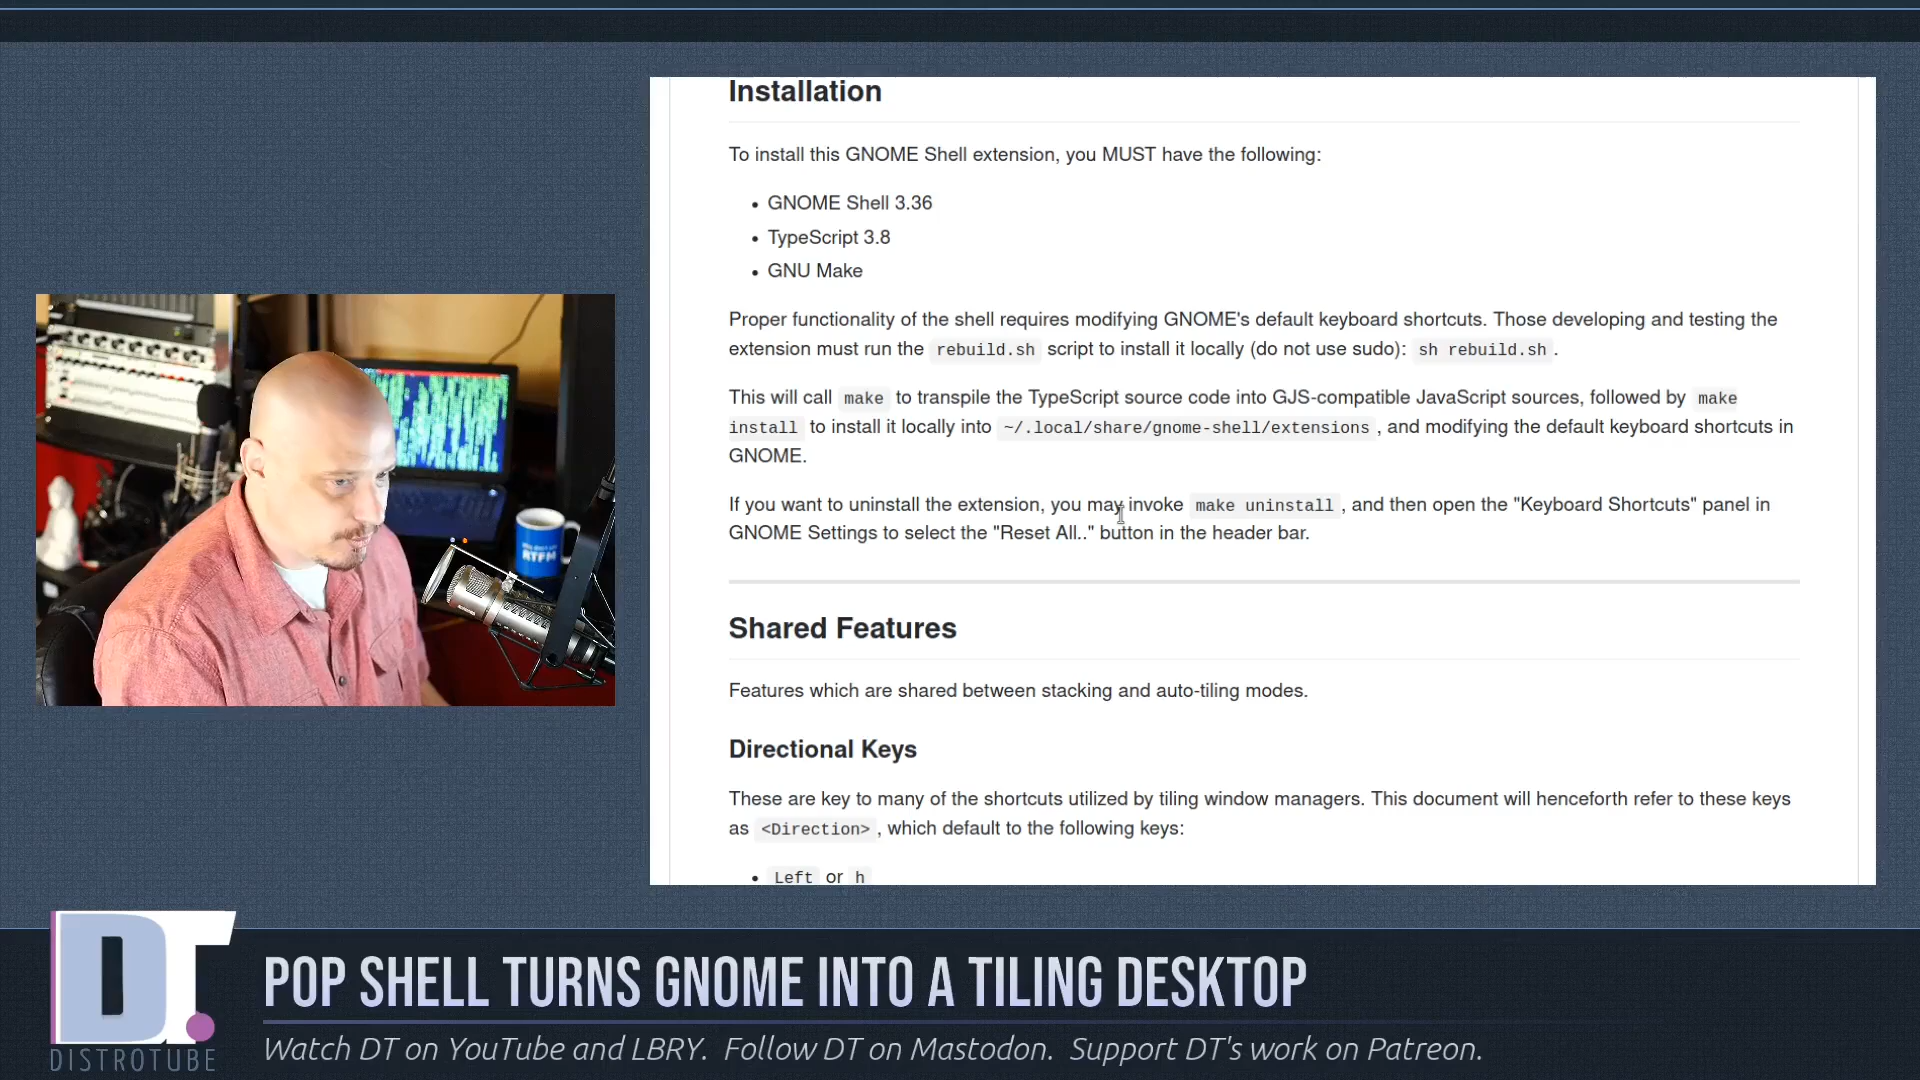 Installation
To install this GNOME Shell extension, you MUST have the following:
• GNOME Shell 3.36
• TypeScript 3.8
• GNU Make
Proper functionality of the shell requires modifying GNOME's default keyboard shortcuts. Those developing and testing the
extension must run the rebuild.sh script to install it locally (do not use sudo): sh rebuild.sh .
This will call make to transpile the TypeScript source code into GJS-compatible JavaScript sources, followed by make
install to install it locally into ~/.local/share/gnome-shell/extensions , and modifying the default keyboard shortcuts in
GNOME.
If you want to uninstall the extension, you may invoke make uninstall , and then open the "Keyboard Shortcuts" panel in
GNOME Settings to select the "Reset All.." button in the header bar.
Shared Features
Features which are shared between stacking and auto-tiling modes.
Directional Keys
These are key to many of the shortcuts utilized by tiling window managers. This document will henceforth refer to these keys
as <Direction> , which default to the following keys:
• Left or h
RTFM
DT.
DISTROTUBE
POP SHELL TURNS GNOME INTO A TILING DESKTOP
Watch DT on YouTube and LBRY. Follow DT on Mastodon. Support DT's work on Patreon.